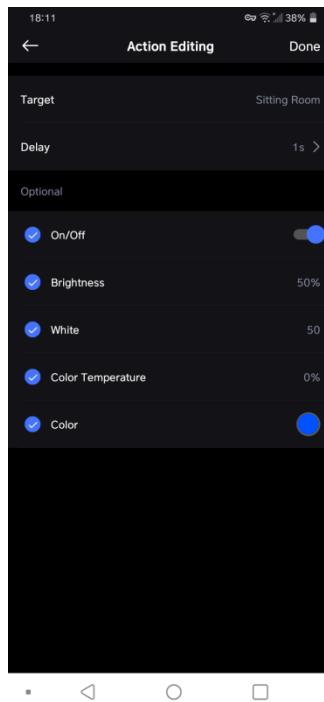 18:11
38%
Action Editing
Done
Target
Sitting Room
Delay
1s
Optional
On/Off
Brightness
50%
White
50
Color Temperature
0%
Color